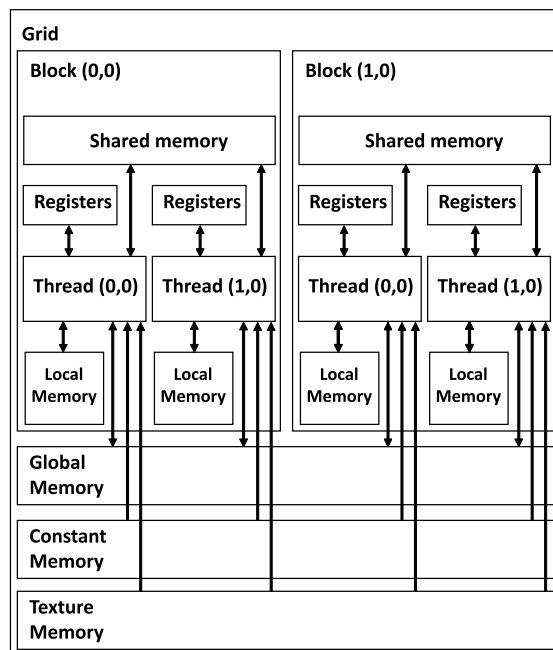 Grid
Block (0,0)
Block (1,0)
Shared memory
Shared memory
Registers
Registers
Registers
Registers
Thread (0,0)
Thread (1,0)
Thread (0,0)
Thread (1,0)
Local
Memory
Local
Memory
Local
Memory
Local
Memory
Global
Memory
Constant
Memory
Texture
Memory